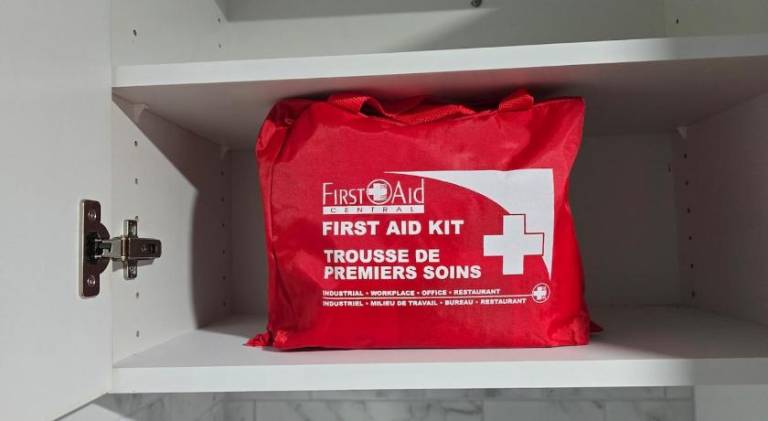 FIRST AID
CENTRAL
FIRST AID KIT
TROUSSE DE
PREMIERS SOINS
INDUSTRIAL • WORKPLACE • OFFICE • RESTAURANT
INDUSTRIEL • MILIEU DE TRAVAIL • BUREAU • RESTAURANT